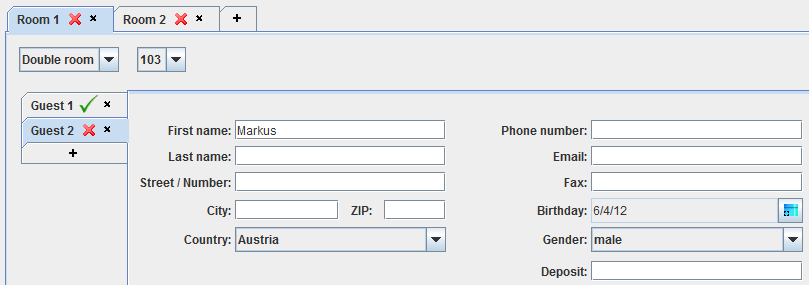 Room 1 × Room 2 × +
Double room 103
Guest 1 ×
Guest 2 ×
+
First name: Markus Phone number:
Last name: Email:
Street / Number: Fax:
City: ZIP: Birthday: 6/4/12
Country: Austria Gender: male
Deposit: